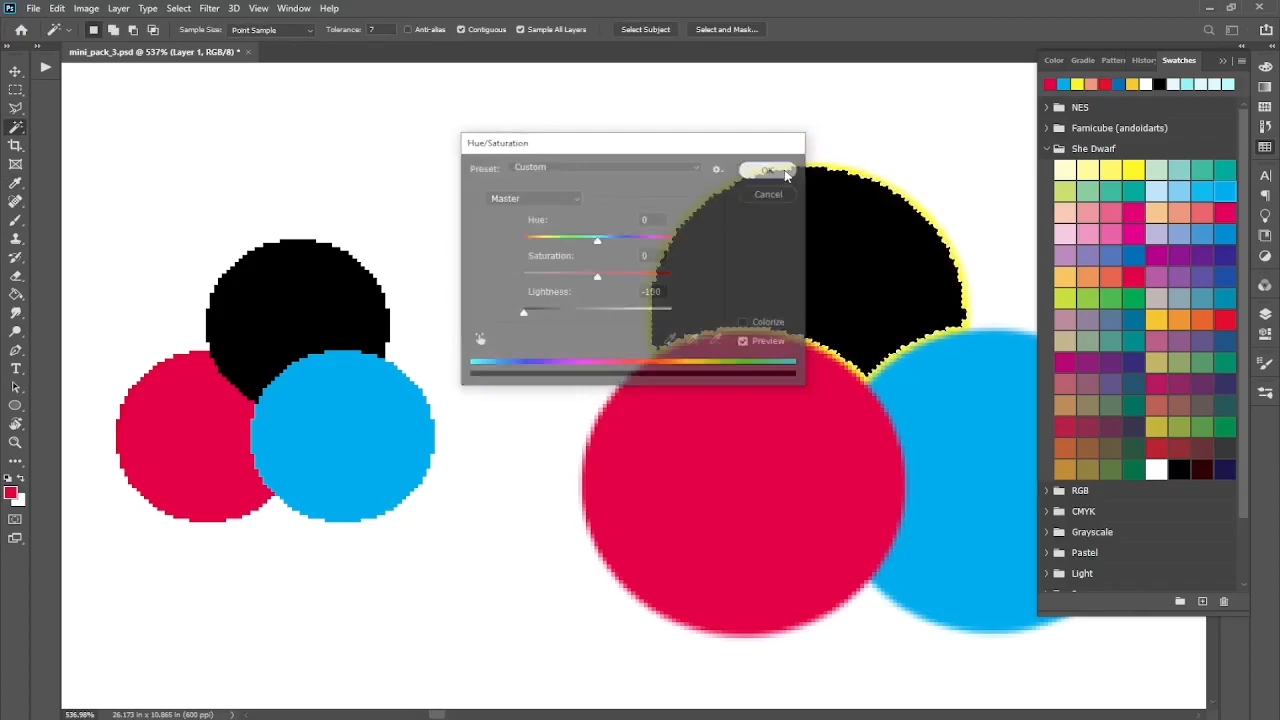 Ps File Edit Image Layer Type Select Filter 3D View Window Help
Sample Size: Point Sample Tolerance: 7 Anti-alias Contiguous Sample All Layers Select Subject Select and Mask...
mini_pack_3.psd @ 537% (Layer 1, RGB/8) * ×
Color Gradie Pattern Histor Swatches
NES
Famicube (andoidarts)
She Dwarf
Hue/Saturation
Preset: Custom
OK
Cancel
Master
Hue: 0
Saturation: 0
Lightness: -100
Colorize
Preview
RGB
CMYK
Grayscale
Pastel
Light
536.98% 26.173 in x 10.865 in (600 ppi)